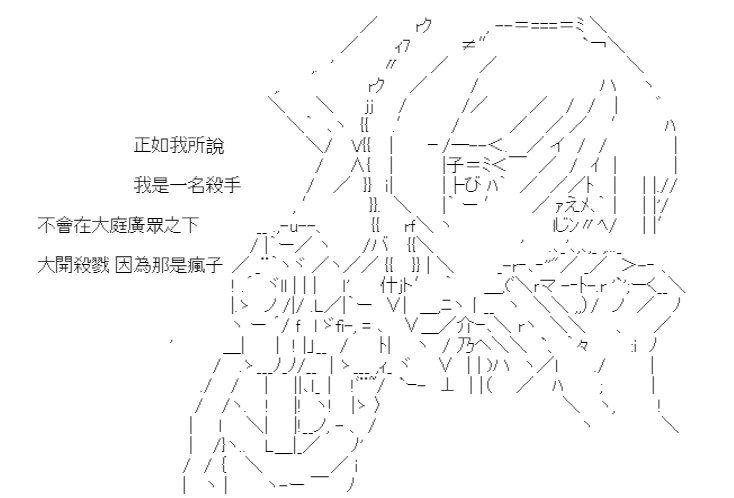 正如我所說
我是一名殺手
不會在大庭廣眾之下
大開殺戮 因為那是瘋子